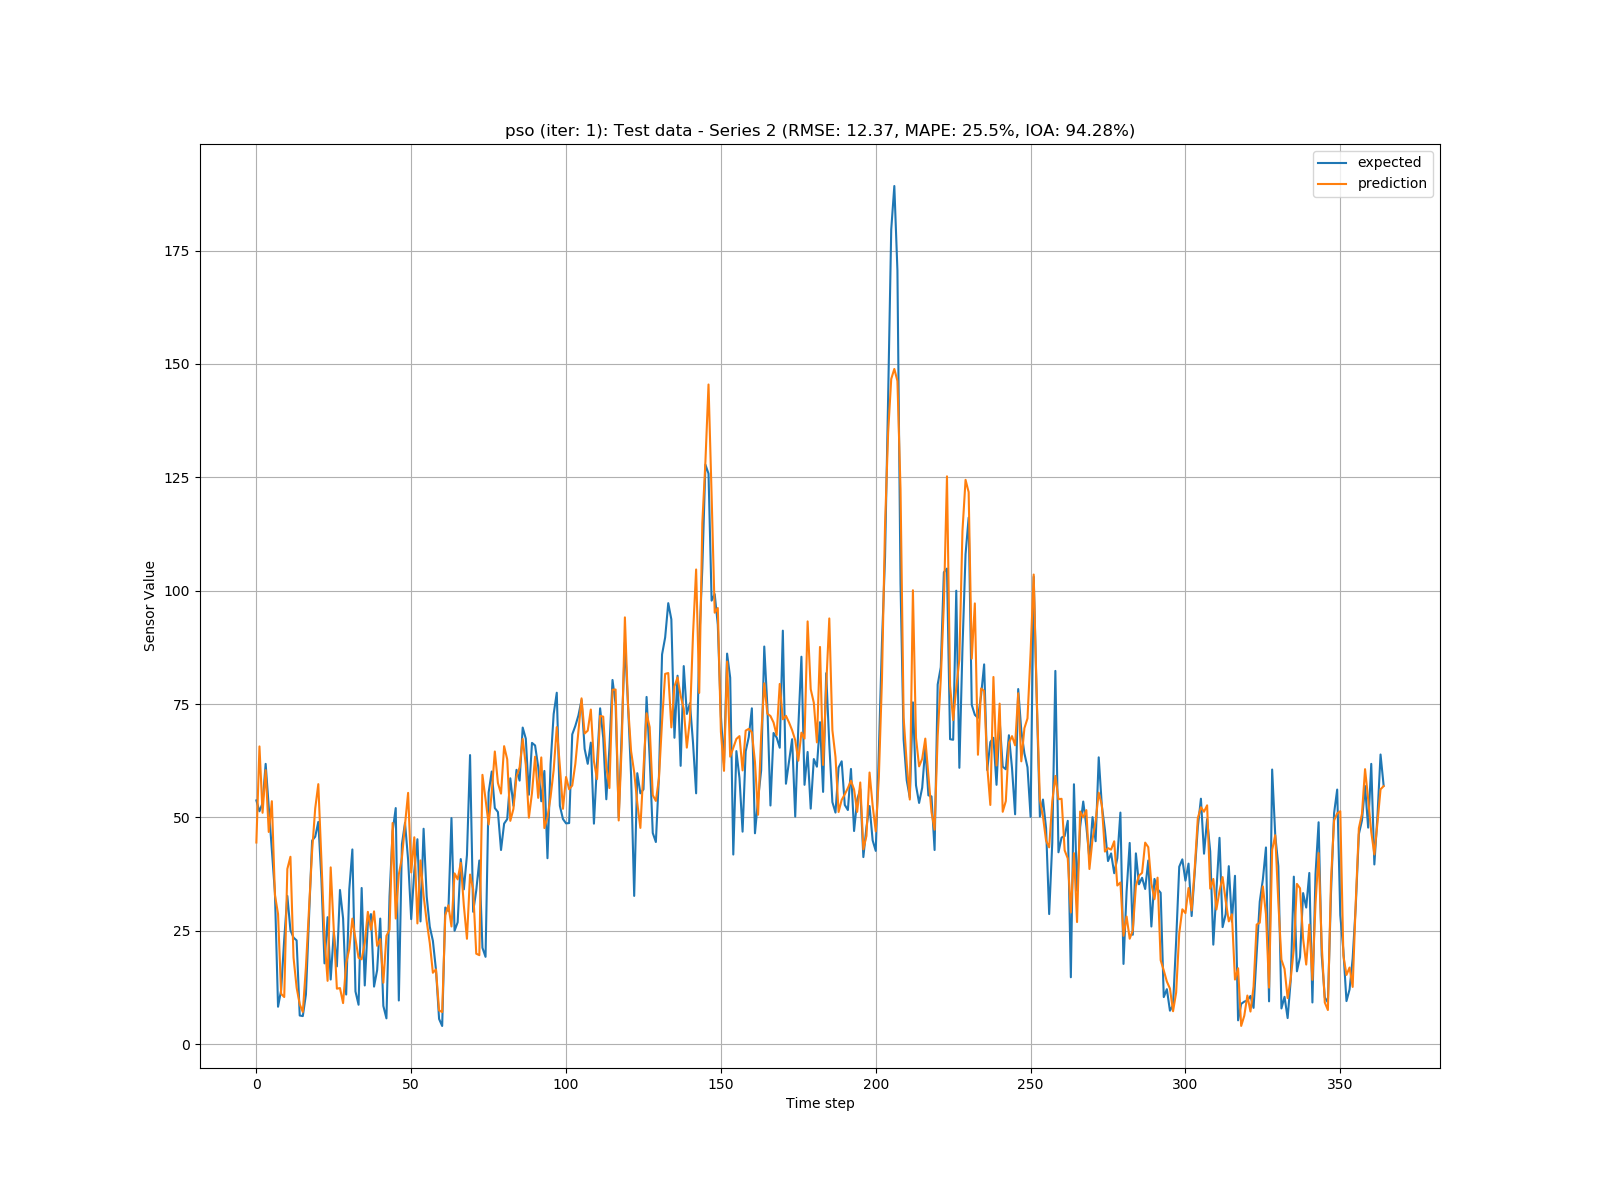 pso (iter: 1): Test data - Series 2 (RMSE: 12.37, MAPE: 25.5%, IOA: 94.28%)
expected
prediction
175
150
125
100
75
50
25
0
Sensor Value
0 50 100 150 200 250 300 350
Time step